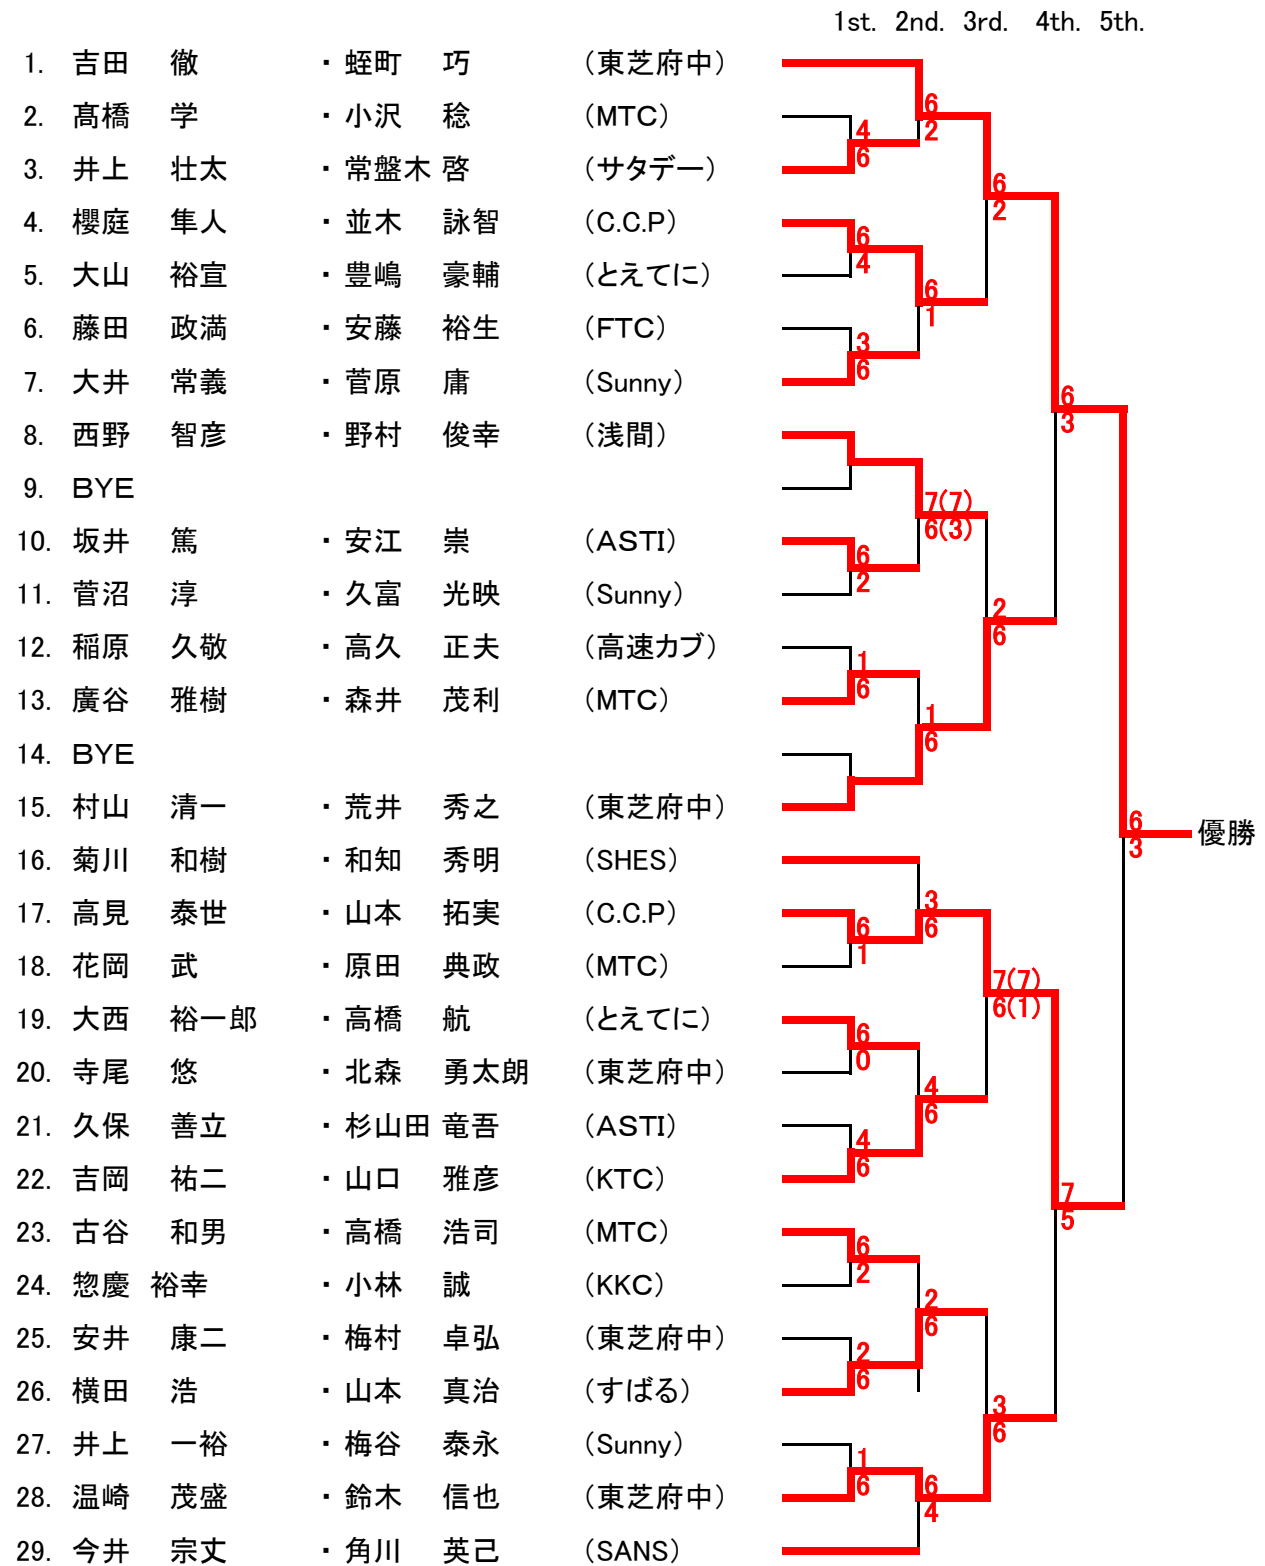 1st. 2nd. 3rd. 4th. 5th.
1. 吉田 徹 ・ 蛭町 巧 (東芝府中)
2. 髙橋 学 ・ 小沢 稔 (MTC)
6
2
4
6
3. 井上 壮太 ・ 常盤木 啓 (サタデー)
6
2
4. 櫻庭 隼人 ・ 並木 詠智 (C.C.P)
6
4
5. 大山 裕宣 ・ 豊嶋 豪輔 (とえてに)
6
1
6. 藤田 政満 ・ 安藤 裕生 (FTC)
3
6
7. 大井 常義 ・ 菅原 庸 (Sunny)
6
3
8. 西野 智彦 ・ 野村 俊幸 (浅間)
9. BYE
7(7)
6(3)
10. 坂井 篤 ・ 安江 崇 (ASTI)
6
2
11. 菅沼 淳 ・ 久富 光映 (Sunny)
2
6
12. 稲原 久敬 ・ 高久 正夫 (高速カブ)
1
6
13. 廣谷 雅樹 ・ 森井 茂利 (MTC)
1
6
14. BYE
15. 村山 清一 ・ 荒井 秀之 (東芝府中)
6
3
優勝
16. 菊川 和樹 ・ 和知 秀明 (SHES)
3
6
17. 高見 泰世 ・ 山本 拓実 (C.C.P)
6
1
18. 花岡 武 ・ 原田 典政 (MTC)
7(7)
6(1)
19. 大西 裕一郎 ・ 高橋 航 (とえてに)
6
0
20. 寺尾 悠 ・ 北森 勇太朗 (東芝府中)
4
6
21. 久保 善立 ・ 杉山田 竜吾 (ASTI)
4
6
22. 吉岡 祐二 ・ 山口 雅彦 (KTC)
7
5
23. 古谷 和男 ・ 高橋 浩司 (MTC)
6
2
24. 惣慶 裕幸 ・ 小林 誠 (KKC)
2
6
25. 安井 康二 ・ 梅村 卓弘 (東芝府中)
2
6
26. 横田 浩 ・ 山本 真治 (すばる)
3
6
27. 井上 一裕 ・ 梅谷 泰永 (Sunny)
1
6
28. 温崎 茂盛 ・ 鈴木 信也 (東芝府中)
6
4
29. 今井 宗丈 ・ 角川 英己 (SANS)